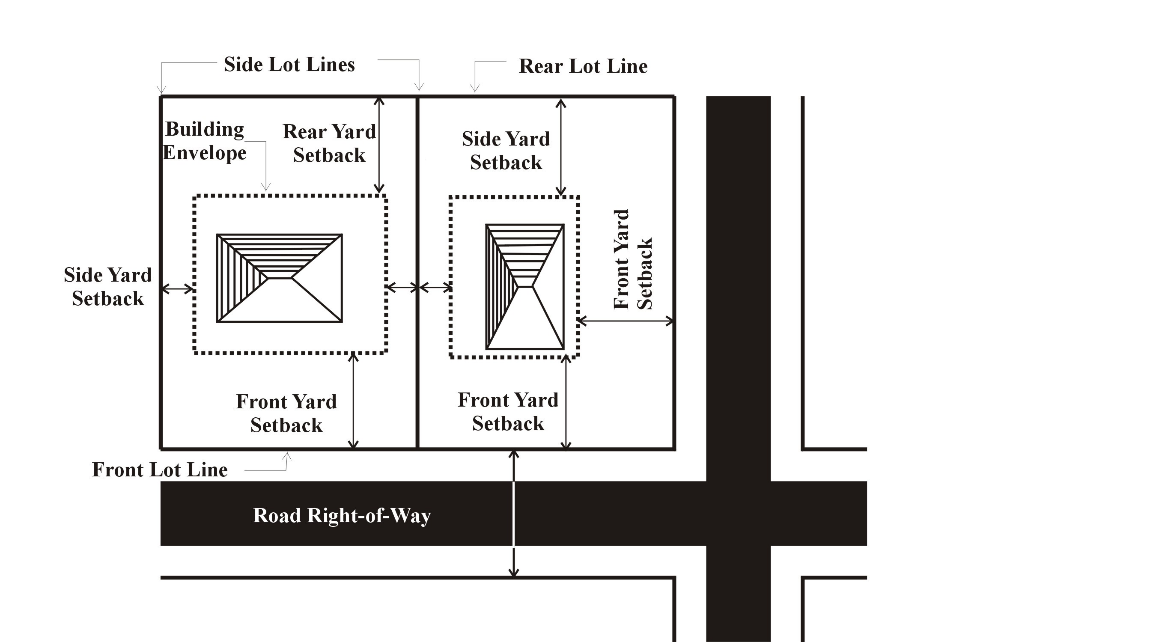 Side Lot Lines
Rear Lot Line
Building
Envelope
Rear Yard
Setback
Side Yard
Setback
Side Yard
Setback
Front Yard
Setback
Front Yard
Setback
Front Yard
Setback
Front Lot Line
Road Right-of-Way